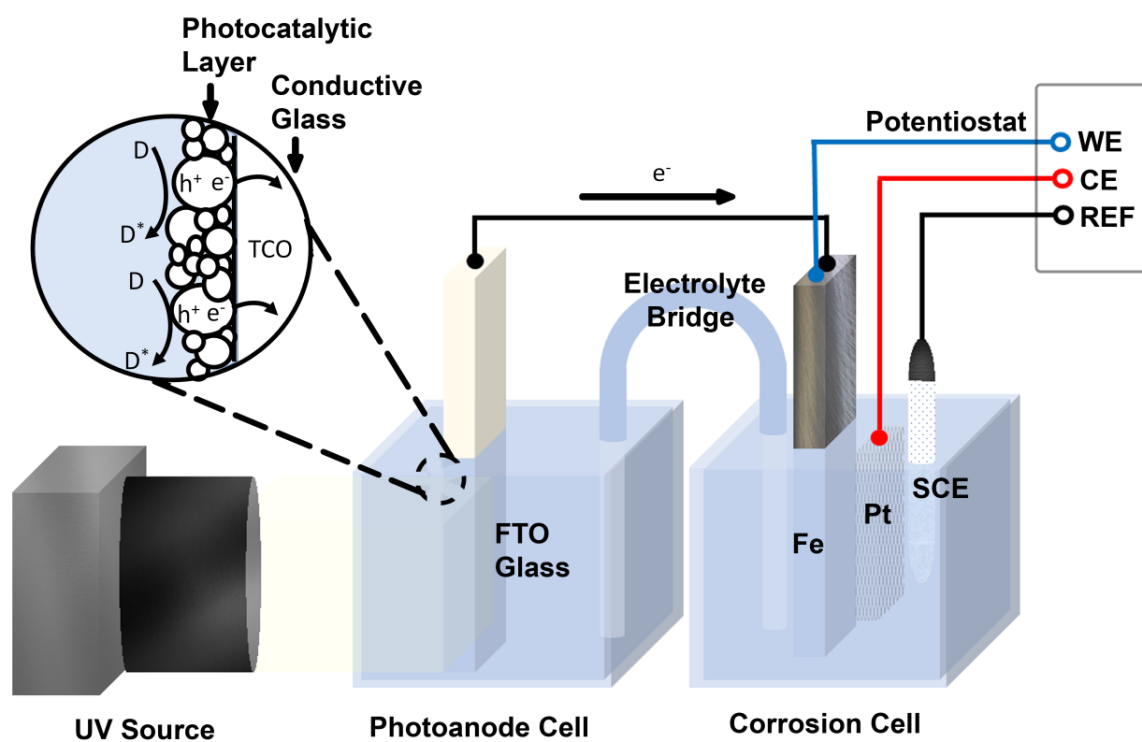 Photocatalytic
Layer
Conductive
Glass
D
h⁺ e⁻
D*
TCO
D
h⁺ e⁻
D*
e⁻
Potentiostat
WE
CE
REF
Electrolyte
Bridge
FTO
Glass
Fe
Pt
SCE
UV Source
Photoanode Cell
Corrosion Cell